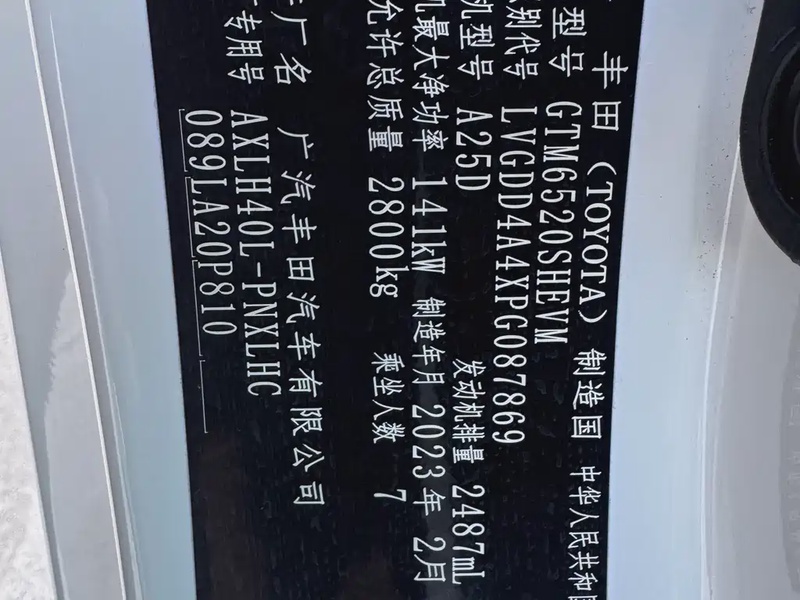 丰田 (TOYOTA) 制造国 中华人民共和国
型号 GTM6520SHEVM
别代号 LVGDD4A4XPG087869
机型号 A25D 发动机排量 2487mL
机最大净功率 141kW 制造年月 2023年 2月
允许总质量 2800kg 乘坐人数 7
厂名 广汽丰田汽车有限公司
专用号 AXLH40L-PNXLHC
089LA20P810